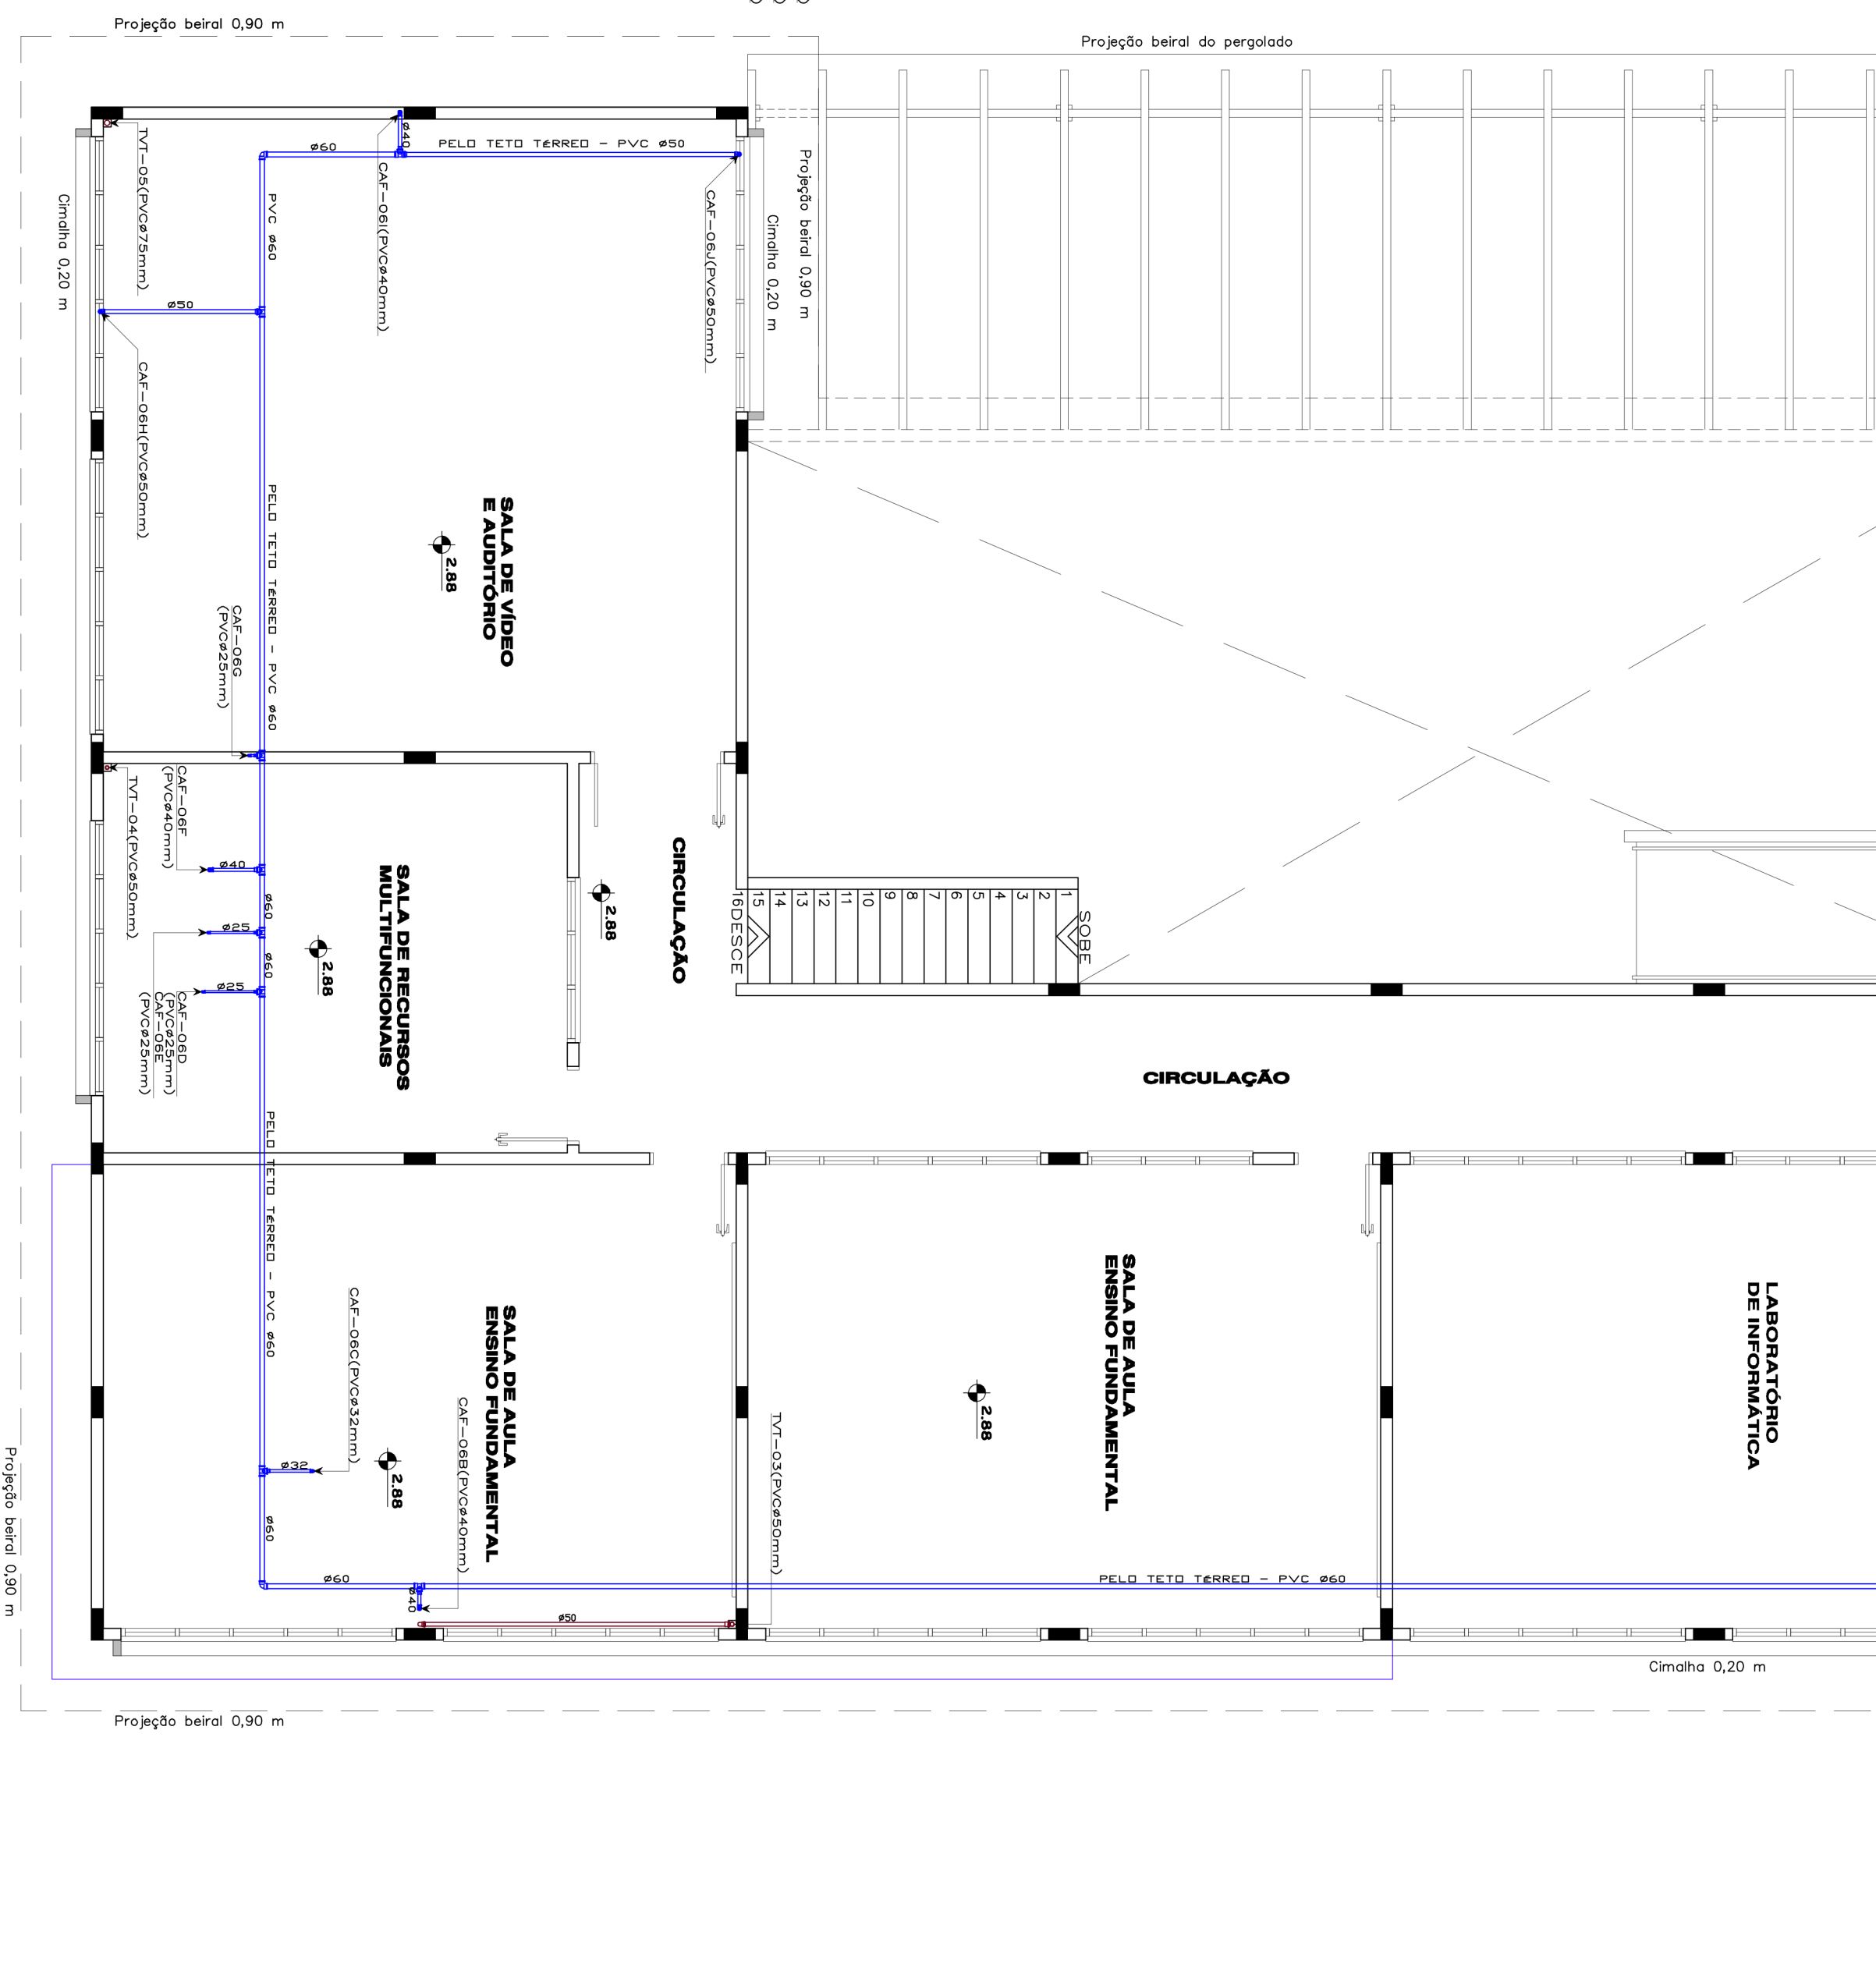 Projeção beiral 0,90 m
Projeção beiral do pergolado
Ø60
Ø40
PELO TETO TÉRREO - PVC Ø50
TVT-05(PVCØ75mm)
Cimalha 0,20 m
PVC Ø60
CAF-06I(PVCØ40mm)
CAF-06J(PVCØ50mm)
Cimalha 0,20 m
Projeção beiral 0,90 m
Ø50
CAF-06H(PVCØ50mm)
PELO TETO TÉRREO - PVC Ø60
SALA DE VÍDEO
E AUDITÓRIO
2.88
CAF-06G
(PVCØ25mm)
CAF-06F
(PVCØ40mm)
TVT-04(PVCØ50mm)
Ø40
Ø60
Ø25
Ø60
Ø25
CAF-06D
(PVCØ25mm)
CAF-06E
(PVCØ25mm)
SALA DE RECURSOS
MULTIFUNCIONAIS
2.88
2.88
CIRCULAÇÃO
16 15 14 13 12 11 10 9 8 7 6 5 4 3 2 1
DESCE
SOBE
CIRCULAÇÃO
PELO TETO TÉRREO - PVC Ø60
CAF-06C(PVCØ32mm)
SALA DE AULA
ENSINO FUNDAMENTAL
CAF-06B(PVCØ40mm)
2.88
Ø32
Ø60
SALA DE AULA
ENSINO FUNDAMENTAL
2.88
TVT-03(PVCØ50mm)
LABORATÓRIO
DE INFORMÁTICA
Ø60
Ø40
PELO TETO TÉRREO - PVC Ø60
Ø50
Projeção beiral 0,90 m
Cimalha 0,20 m
Projeção beiral 0,90 m